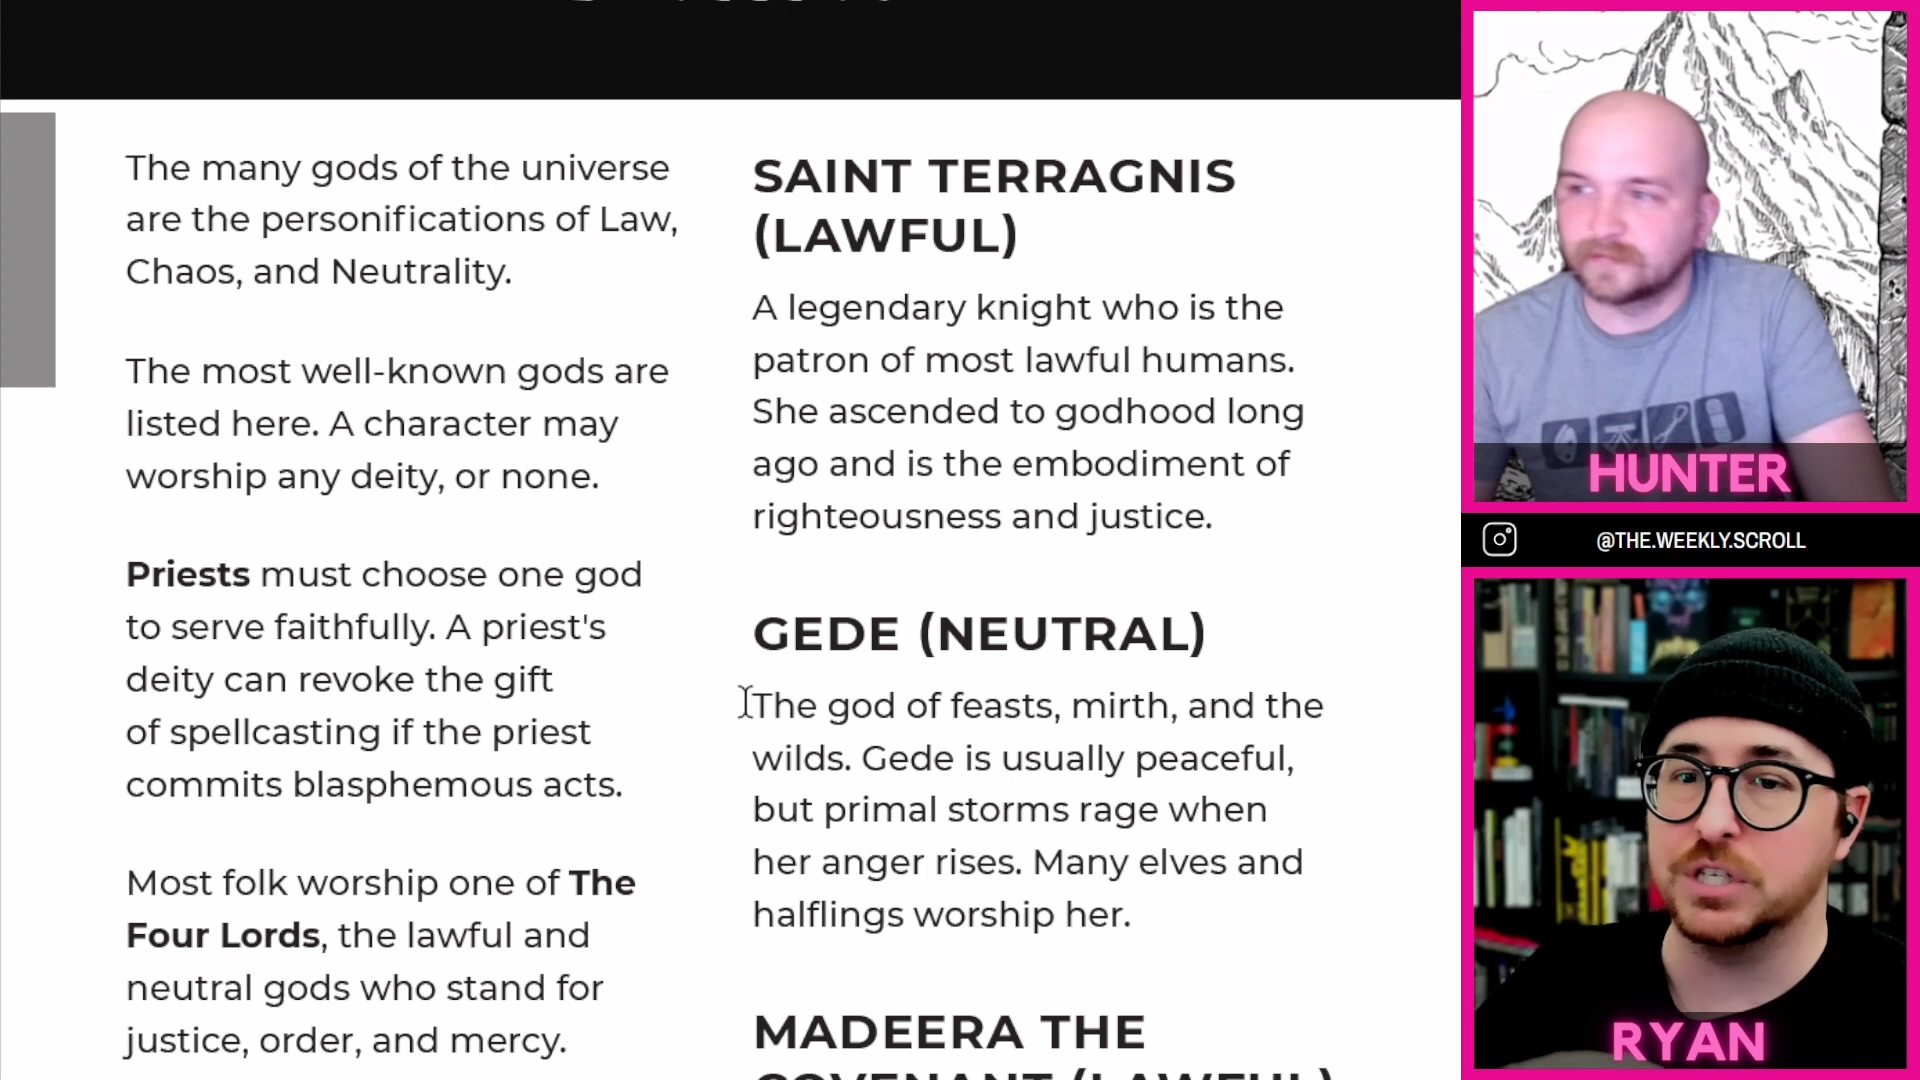 The many gods of the universe
are the personifications of Law,
Chaos, and Neutrality.
The most well-known gods are
listed here. A character may
worship any deity, or none.
Priests must choose one god
to serve faithfully. A priest's
deity can revoke the gift
of spellcasting if the priest
commits blasphemous acts.
Most folk worship one of The
Four Lords, the lawful and
neutral gods who stand for
justice, order, and mercy.
SAINT TERRAGNIS
(LAWFUL)
A legendary knight who is the
patron of most lawful humans.
She ascended to godhood long
ago and is the embodiment of
righteousness and justice.
GEDE (NEUTRAL)
The god of feasts, mirth, and the
wilds. Gede is usually peaceful,
but primal storms rage when
her anger rises. Many elves and
halflings worship her.
MADEERA THE
COVENANT (LAWFUL)
HUNTER
@THE.WEEKLY.SCROLL
RYAN